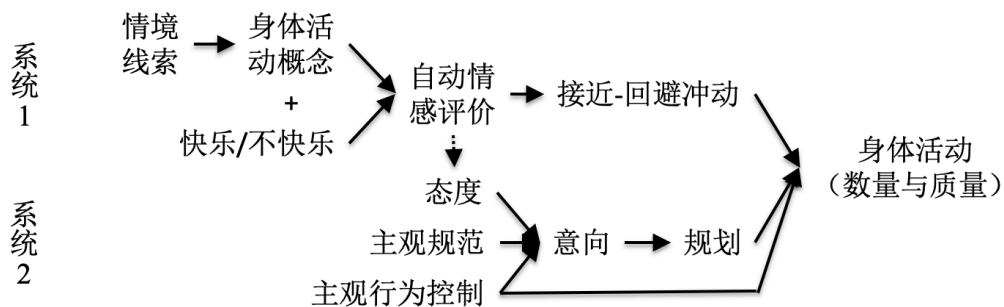 系统1
情境
线索
身体活
动概念
+
快乐/不快乐
自动情
感评价
接近-回避冲动
身体活动
（数量与质量）
系统2
态度
主观规范
意向
规划
主观行为控制